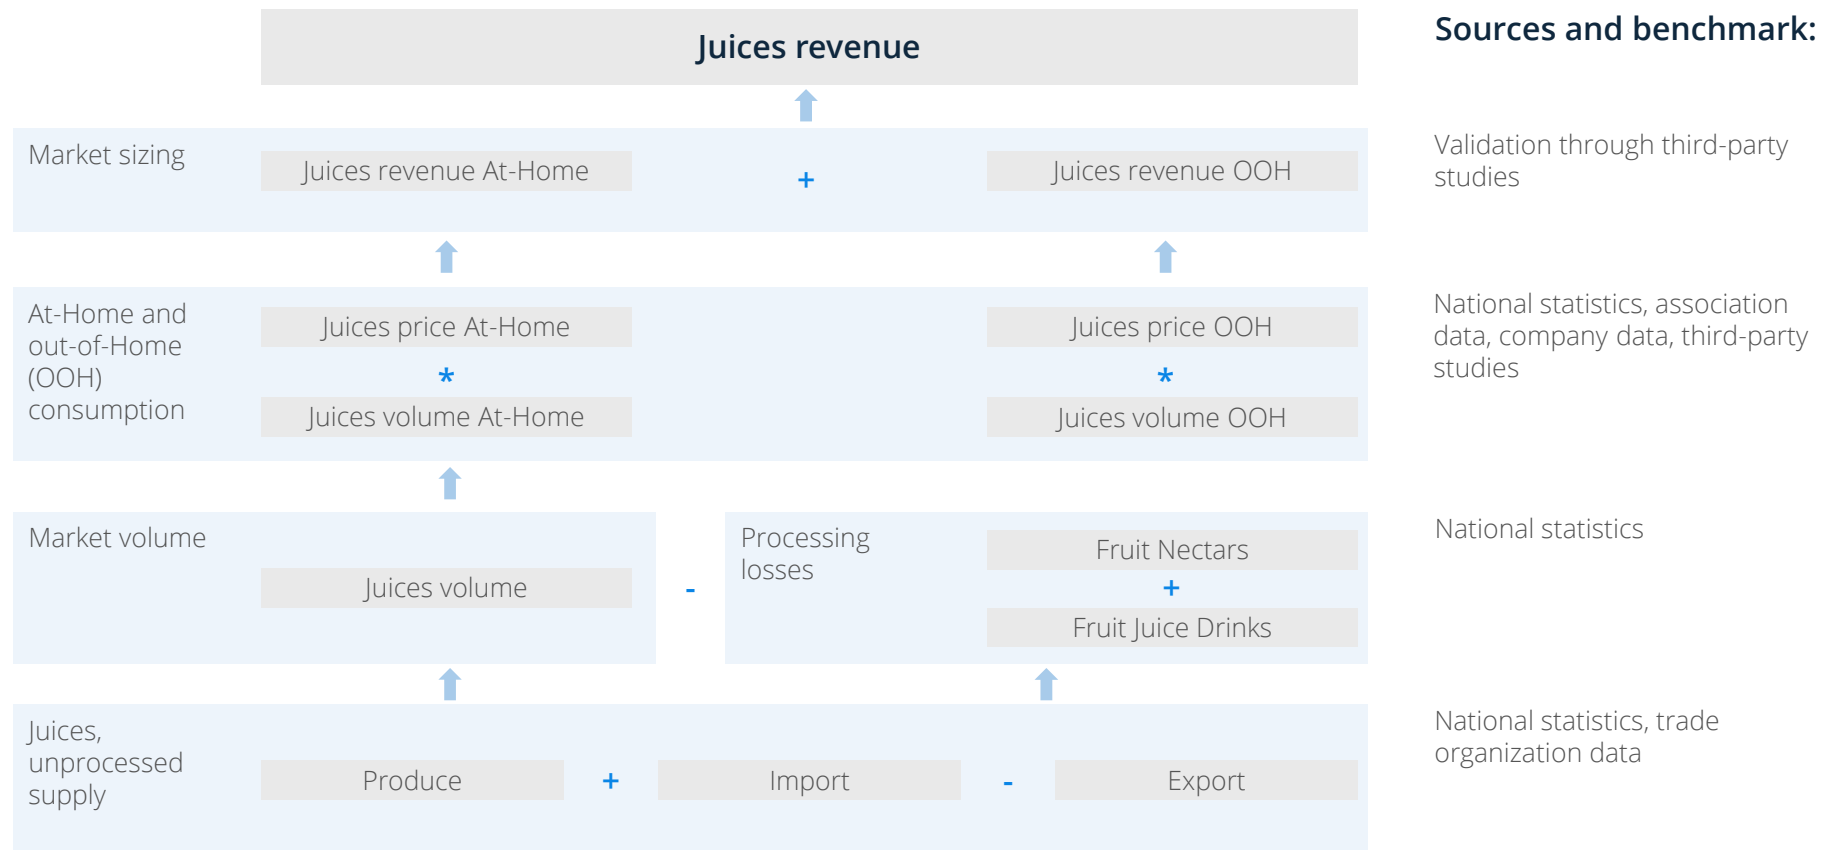 Juices revenue
Sources and benchmark:
Market sizing
Juices revenue At-Home
+
Juices revenue OOH
Validation through third-party
studies
At-Home and
out-of-Home
(OOH)
consumption
Juices price At-Home
*
Juices volume At-Home
Juices price OOH
*
Juices volume OOH
National statistics, association
data, company data, third-party
studies
Market volume
Juices volume
-
Processing
losses
Fruit Nectars
+
Fruit Juice Drinks
National statistics
Juices,
unprocessed
supply
Produce
+
Import
-
Export
National statistics, trade
organization data